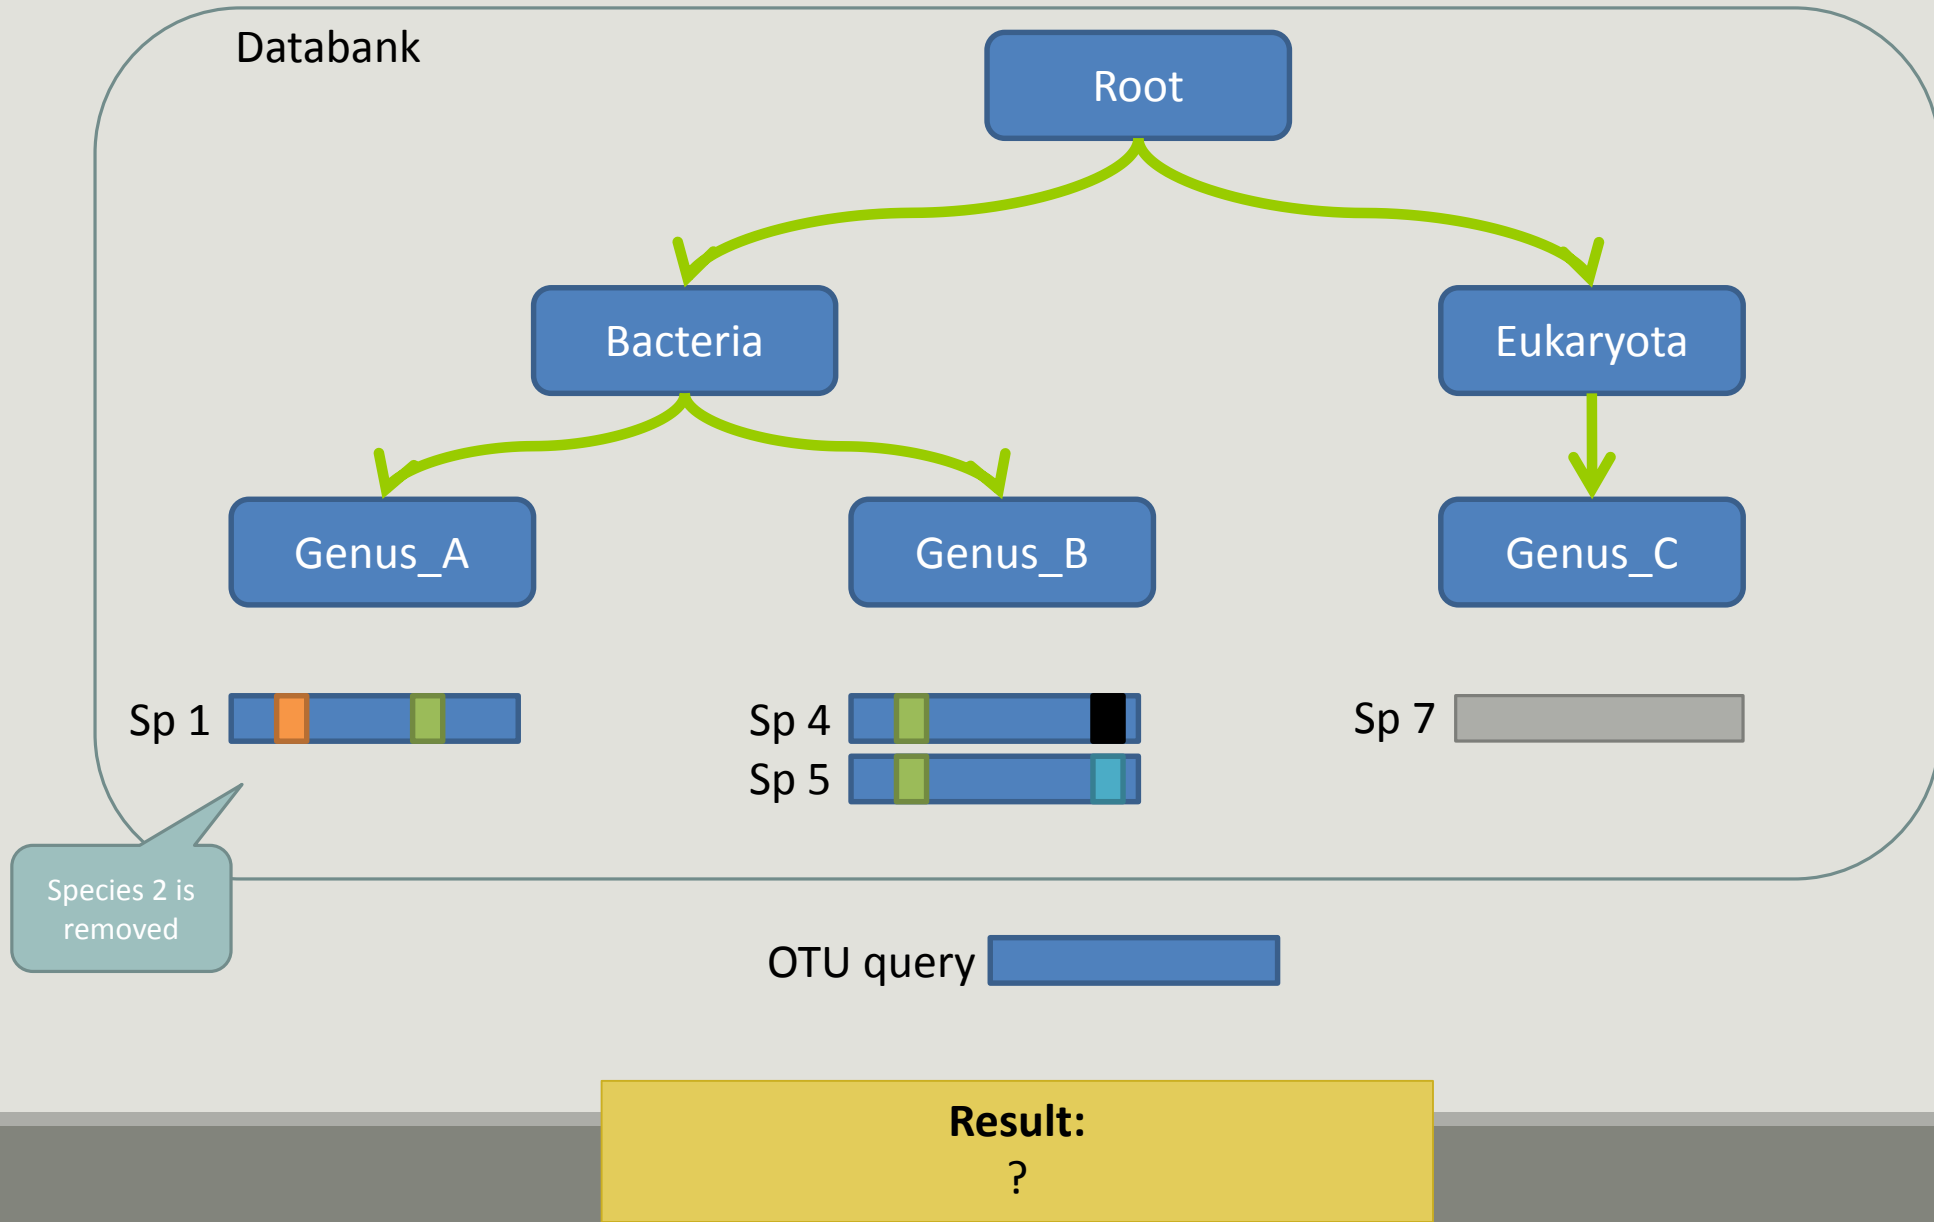 Databank
Root
Bacteria
Eukaryota
Genus_A
Genus_B
Genus_C
Sp 1
Sp 4
Sp 7
Sp 5
Species 2 is
removed
OTU query
Result:
?